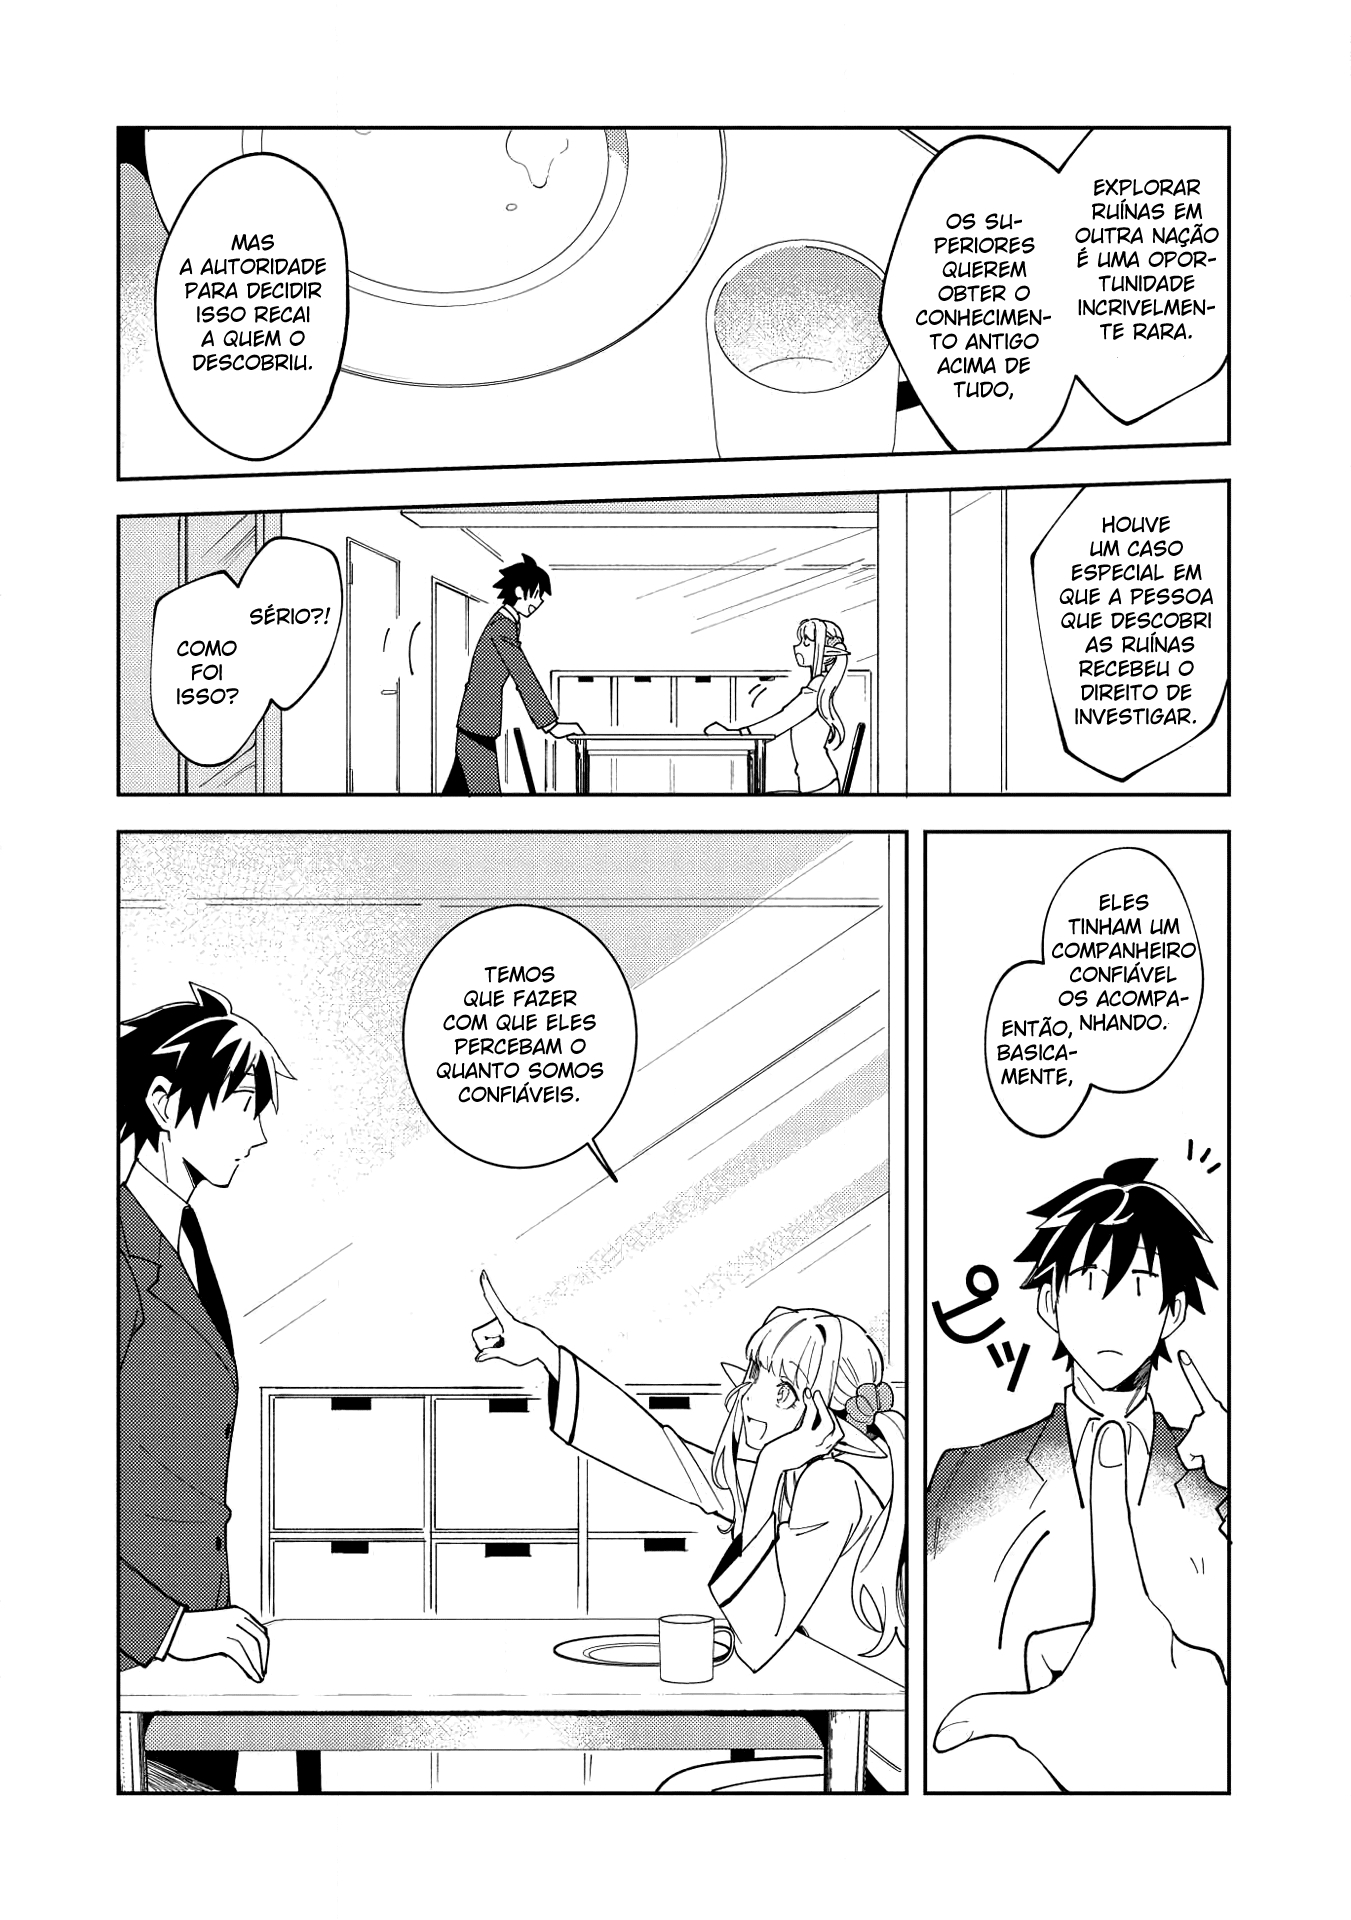 EXPLORAR
RUÍNAS EM
OUTRA NAÇÃO
É UMA OPOR-
TUNIDADE
INCRIVELMEN-
TE RARA.
OS SU-
PERIORES
QUEREM
OBTER O
CONHECIMEN-
TO ANTIGO
ACIMA DE
TUDO,
MAS
A AUTORIDADE
PARA DECIDIR
ISSO RECAI
A QUEM O
DESCOBRIU.
HOUVE
UM CASO
ESPECIAL EM
QUE A PESSOA
QUE DESCOBRI
AS RUÍNAS
RECEBEU O
DIREITO DE
INVESTIGAR.
SÉRIO?!
COMO
FOI
ISSO?
ELES
TINHAM UM
COMPANHEIRO
CONFIÁVEL
OS ACOMPA-
NHANDO.
ENTÃO,
BASICA-
MENTE,
ピッ
TEMOS
QUE FAZER
COM QUE ELES
PERCEBAM O
QUANTO SOMOS
CONFIÁVEIS.